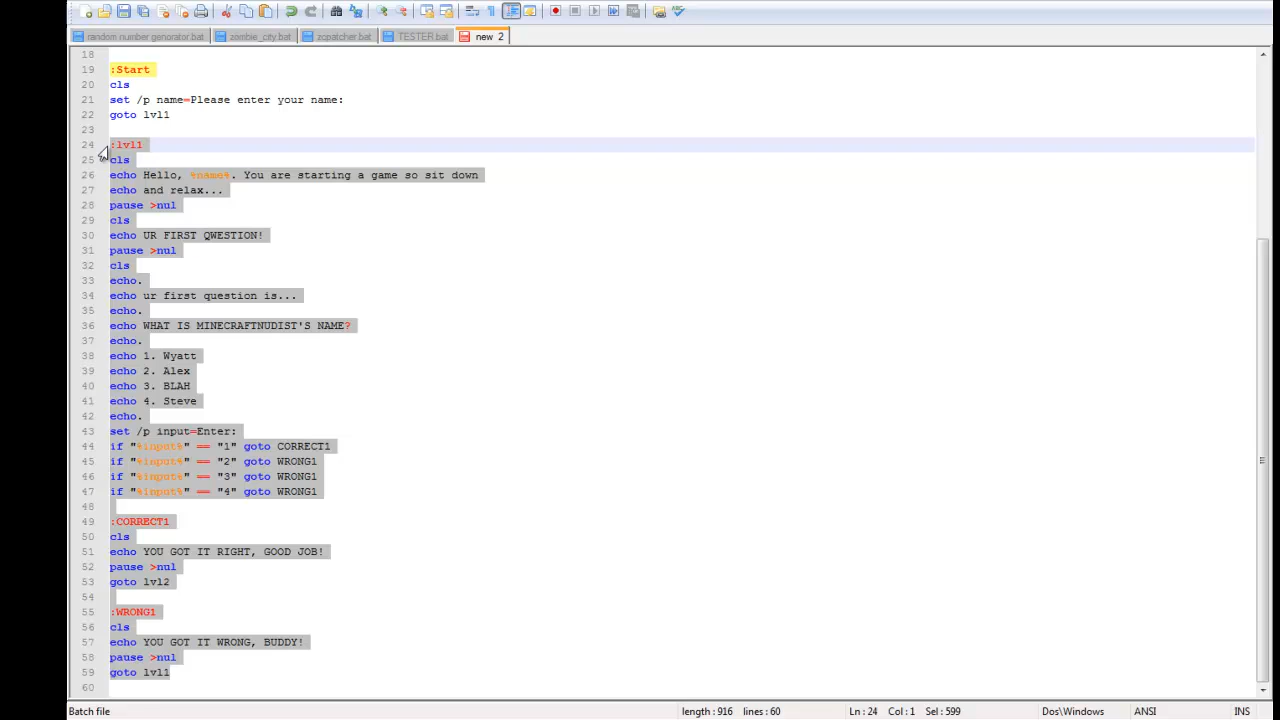 random number genorator.bat zombie_city.bat zcpatcher.bat TESTER.bat new 2
18
19 :Start
20 cls
21 set /p name=Please enter your name:
22 goto lvl1
23
24 :lvl1
25 cls
26 echo Hello, %name%. You are starting a game so sit down
27 echo and relax...
28 pause >nul
29 cls
30 echo UR FIRST QWESTION!
31 pause >nul
32 cls
33 echo.
34 echo ur first question is...
35 echo.
36 echo WHAT IS MINECRAFTNUDIST'S NAME?
37 echo.
38 echo 1. Wyatt
39 echo 2. Alex
40 echo 3. BLAH
41 echo 4. Steve
42 echo.
43 set /p input=Enter:
44 if "%input%" == "1" goto CORRECT1
45 if "%input%" == "2" goto WRONG1
46 if "%input%" == "3" goto WRONG1
47 if "%input%" == "4" goto WRONG1
48
49 :CORRECT1
50 cls
51 echo YOU GOT IT RIGHT, GOOD JOB!
52 pause >nul
53 goto lvl2
54
55 :WRONG1
56 cls
57 echo YOU GOT IT WRONG, BUDDY!
58 pause >nul
59 goto lvl1
60
Batch file length : 916 lines : 60 Ln : 24 Col : 1 Sel : 599 Dos\Windows ANSI INS